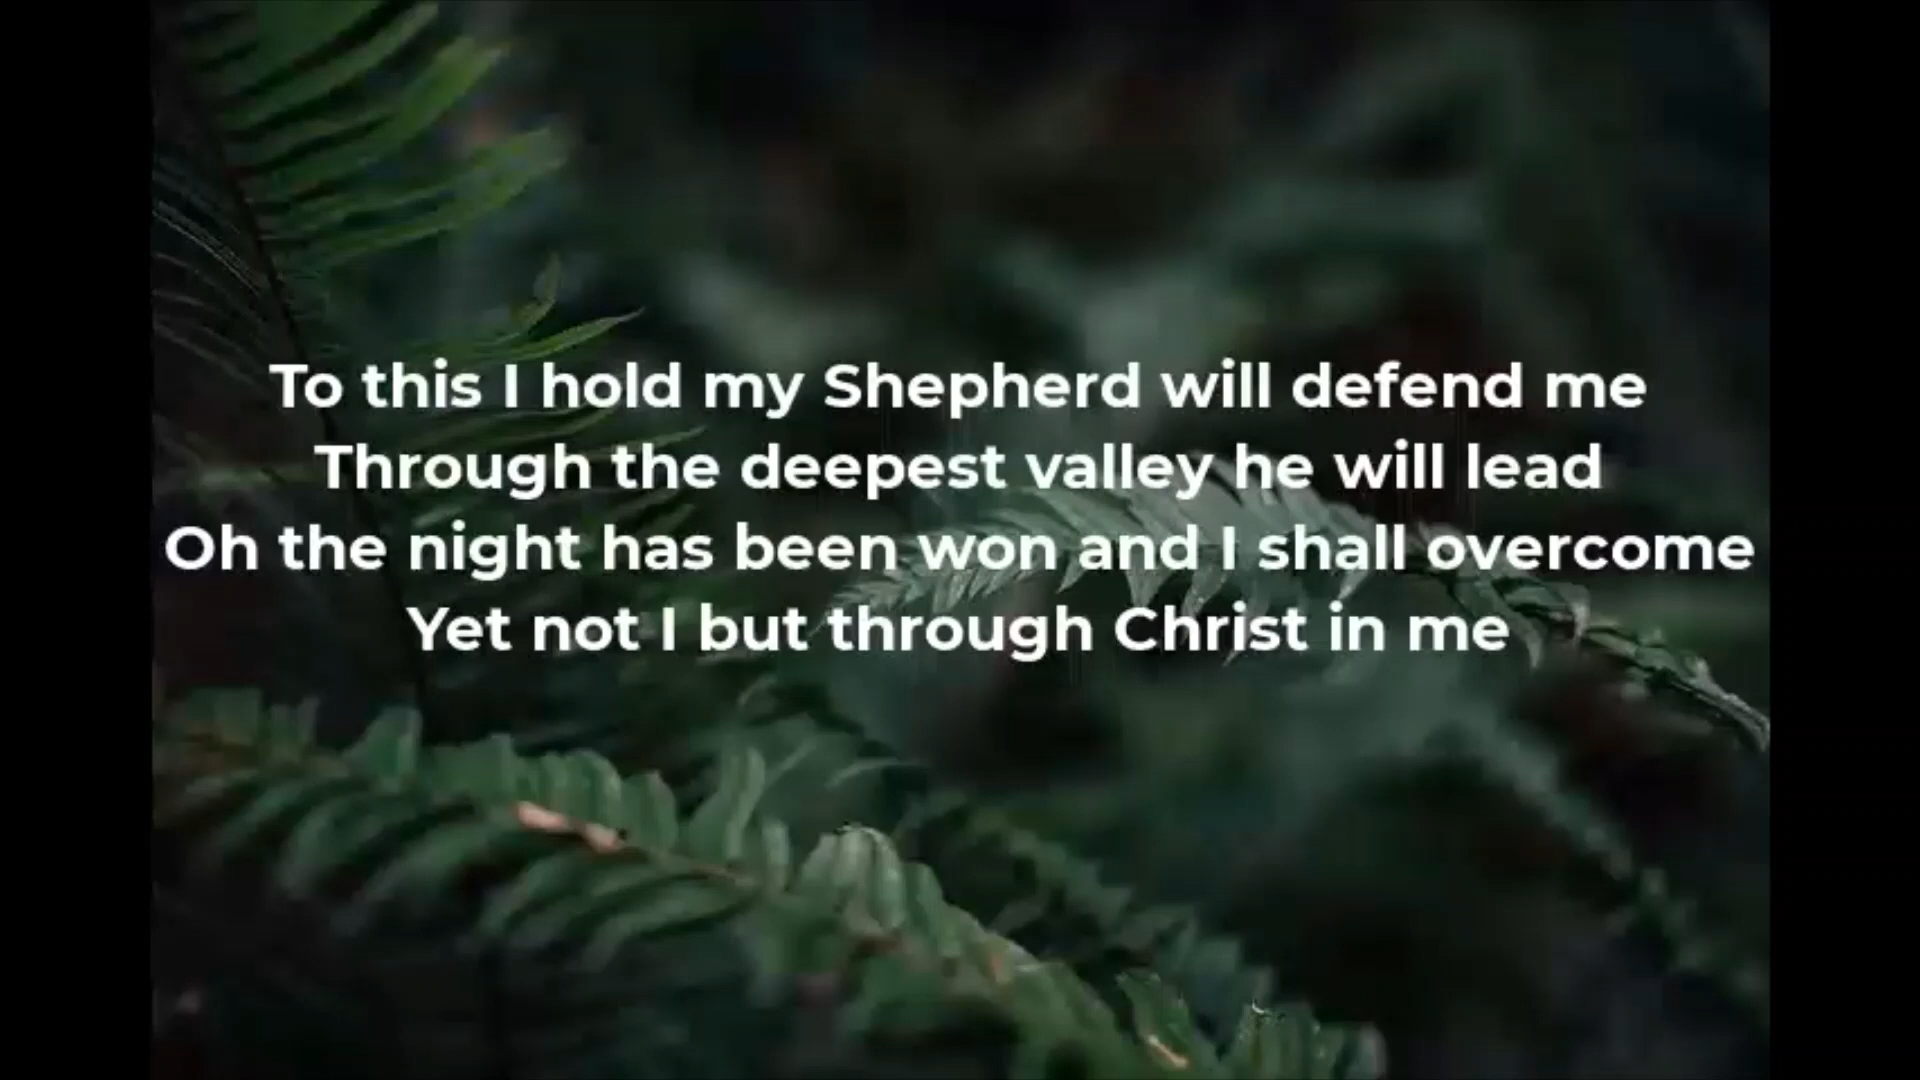 To this I hold my Shepherd will defend me
Through the deepest valley he will lead
Oh the night has been won and I shall overcome
Yet not I but through Christ in me